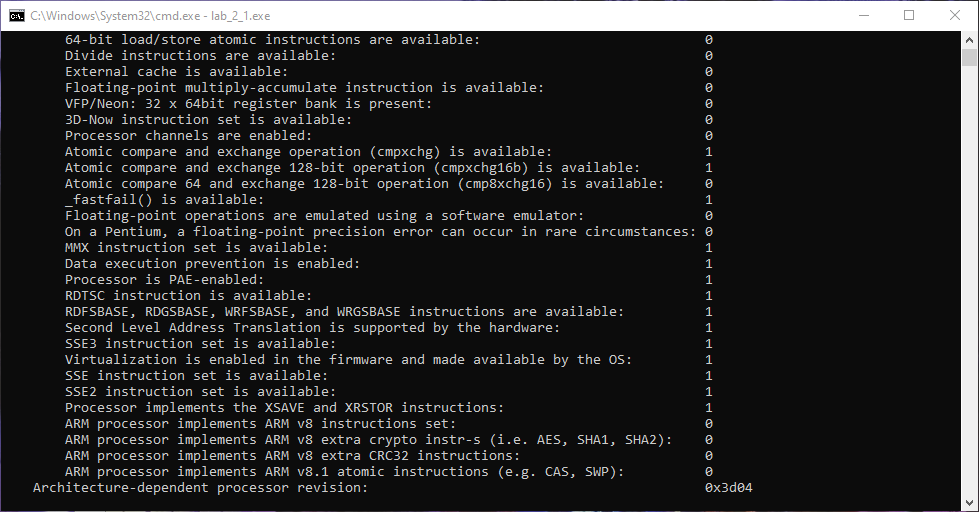 C:\Windows\System32\cmd.exe - lab_2_1.exe
64-bit load/store atomic instructions are available: 0
Divide instructions are available: 0
External cache is available: 0
Floating-point multiply-accumulate instruction is available: 0
VFP/Neon: 32 x 64bit register bank is present: 0
3D-Now instruction set is available: 0
Processor channels are enabled: 0
Atomic compare and exchange operation (cmpxchg) is available: 1
Atomic compare and exchange 128-bit operation (cmpxchg16b) is available: 1
Atomic compare 64 and exchange 128-bit operation (cmp8xchg16) is available: 0
_fastfail() is available: 1
Floating-point operations are emulated using a software emulator: 0
On a Pentium, a floating-point precision error can occur in rare circumstances: 0
MMX instruction set is available: 1
Data execution prevention is enabled: 1
Processor is PAE-enabled: 1
RDTSC instruction is available: 1
RDFSBASE, RDGSBASE, WRFSBASE, and WRGSBASE instructions are available: 1
Second Level Address Translation is supported by the hardware: 1
SSE3 instruction set is available: 1
Virtualization is enabled in the firmware and made available by the OS: 1
SSE instruction set is available: 1
SSE2 instruction set is available: 1
Processor implements the XSAVE and XRSTOR instructions: 1
ARM processor implements ARM v8 instructions set: 0
ARM processor implements ARM v8 extra crypto instr-s (i.e. AES, SHA1, SHA2): 0
ARM processor implements ARM v8 extra CRC32 instructions: 0
ARM processor implements ARM v8.1 atomic instructions (e.g. CAS, SWP): 0
Architecture-dependent processor revision: 0x3d04